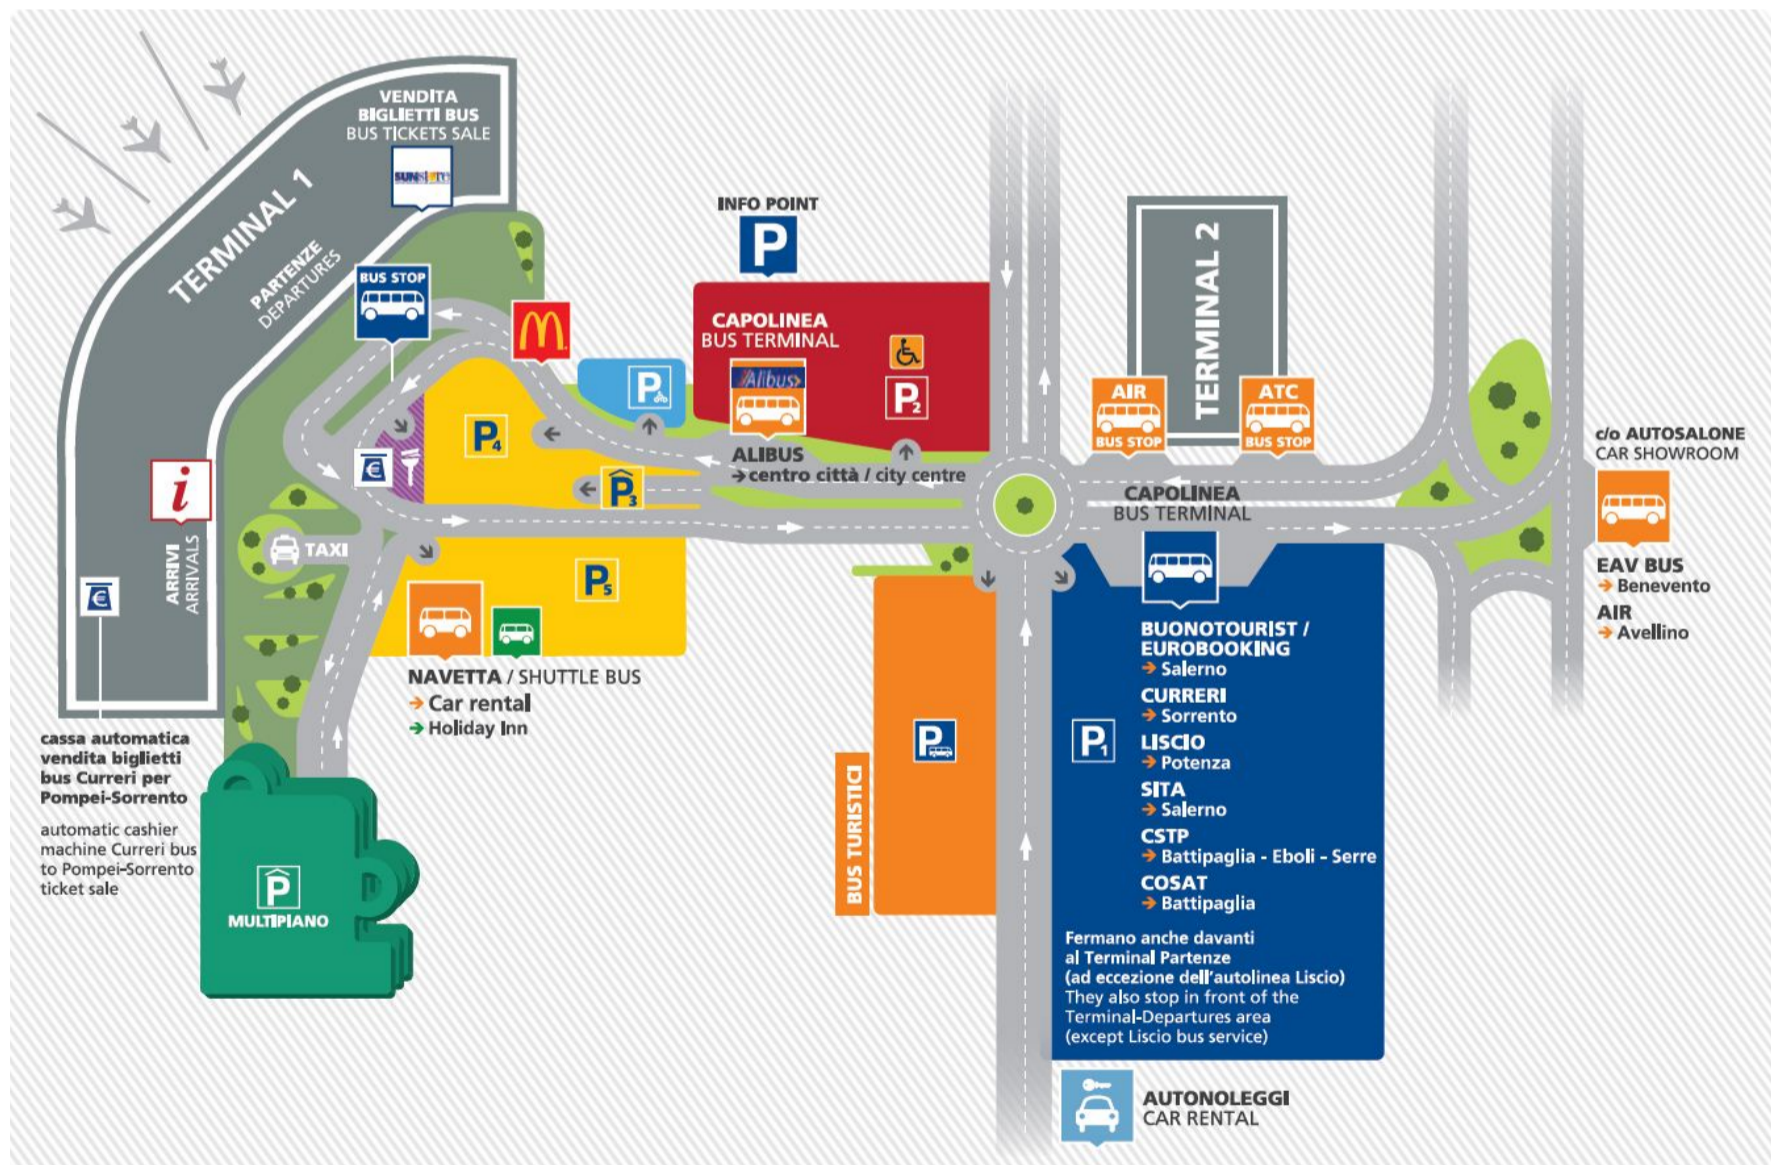 VENDITA
BIGLIETTI BUS
BUS TICKETS SALE
SUNSTORE
TERMINAL 1
PARTENZE
DEPARTURES
BUS STOP
INFO POINT
P
CAPOLINEA
BUS TERMINAL
Alibus
P2
ALIBUS
→ centro città / city centre
P
P4
P3
€
i
ARRIVI
ARRIVALS
TAXI
€
P5
NAVETTA / SHUTTLE BUS
→ Car rental
→ Holiday Inn
cassa automatica
vendita biglietti
bus Curreri per
Pompei-Sorrento
automatic cashier
machine Curreri bus
to Pompei-Sorrento
ticket sale
P
MULTIPIANO
TERMINAL 2
AIR
BUS STOP
ATC
BUS STOP
CAPOLINEA
BUS TERMINAL
c/o AUTOSALONE
CAR SHOWROOM
EAV BUS
→ Benevento
AIR
→ Avellino
BUS TURISTICI
P
P1
BUONOTOURIST /
EUROBOOKING
→ Salerno
CURRERI
→ Sorrento
LISCIO
→ Potenza
SITA
→ Salerno
CSTP
→ Battipaglia - Eboli - Serre
COSAT
→ Battipaglia
Fermano anche davanti
al Terminal Partenze
(ad eccezione dell'autolinea Liscio)
They also stop in front of the
Terminal-Departures area
(except Liscio bus service)
AUTONOLEGGI
CAR RENTAL